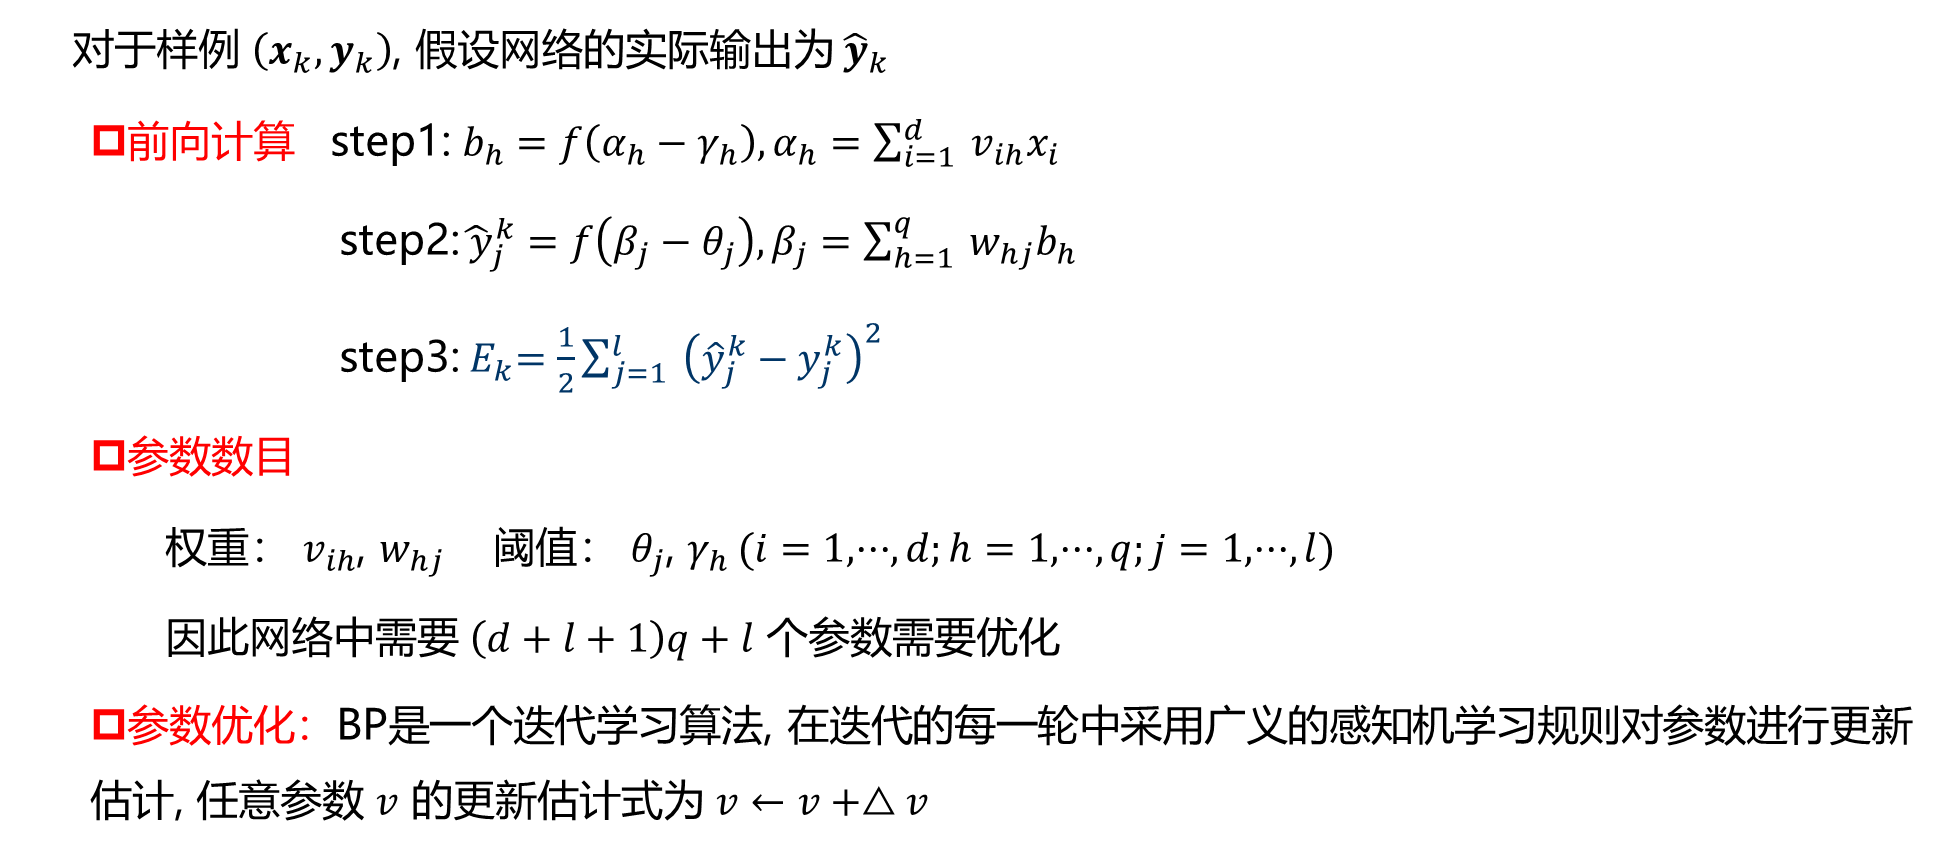 对于样例 (𝒙ₖ, 𝒚ₖ), 假设网络的实际输出为 𝒚̂ₖ
前向计算 step1: b_h = f(α_h − γ_h), α_h = ∑_{i=1}^{d} v_{ih}x_i
step2: ŷ_j^k = f(β_j − θ_j), β_j = ∑_{h=1}^{q} w_{hj}b_h
step3: E_k = \frac{1}{2}∑_{j=1}^{l} (ŷ_j^k − y_j^k)^2
参数数目
权重： v_{ih}, w_{hj} 阈值： θ_j, γ_h (i = 1,⋯, d; h = 1,⋯, q; j = 1,⋯, l)
因此网络中需要 (d + l + 1)q + l 个参数需要优化
参数优化：BP是一个迭代学习算法, 在迭代的每一轮中采用广义的感知机学习规则对参数进行更新
估计, 任意参数 v 的更新估计式为 v ← v +△ v